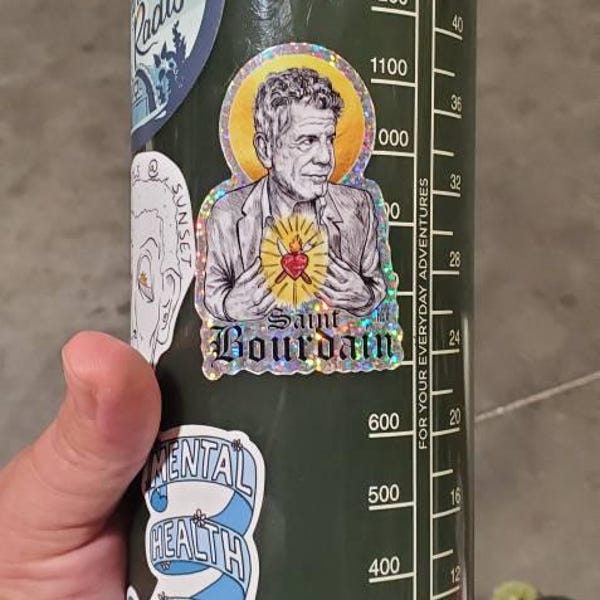 Radio
@
SUNSET
Saint
Bourdain
MENTAL
HEALTH
1100
000
600
500
400
40
36
32
28
24
20
16
12
FOR YOUR EVERYDAY ADVENTURES